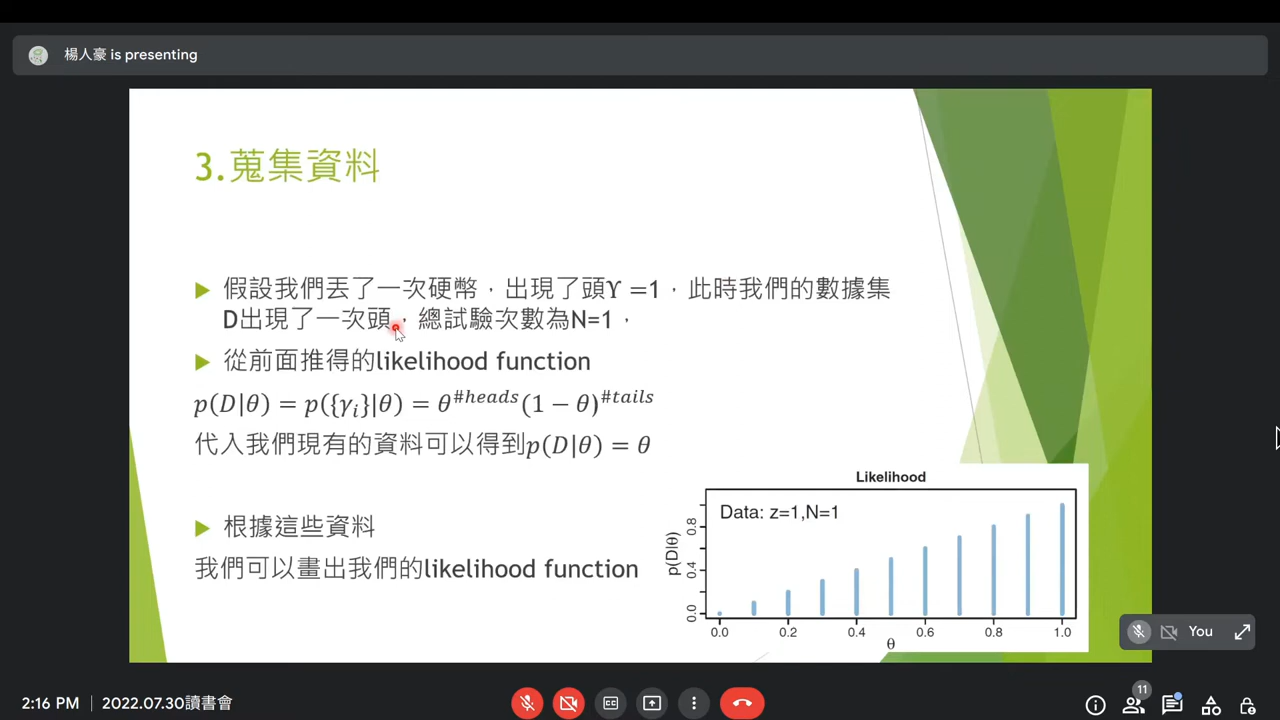 楊人豪 is presenting
3.蒐集資料
假設我們丟了一次硬幣，出現了頭Υ =1，此時我們的數據集
D出現了一次頭，總試驗次數為N=1，
從前面推得的likelihood function
p(D|θ) = p({γᵢ}|θ) = θ^#heads (1 − θ)^#tails
代入我們現有的資料可以得到p(D|θ) = θ
根據這些資料
我們可以畫出我們的likelihood function
Likelihood
Data: z=1,N=1
p(D|θ)
0.0 0.4 0.8
0.0 0.2 0.4 0.6 0.8 1.0
θ
You
2:16 PM | 2022.07.30讀書會
CC
11